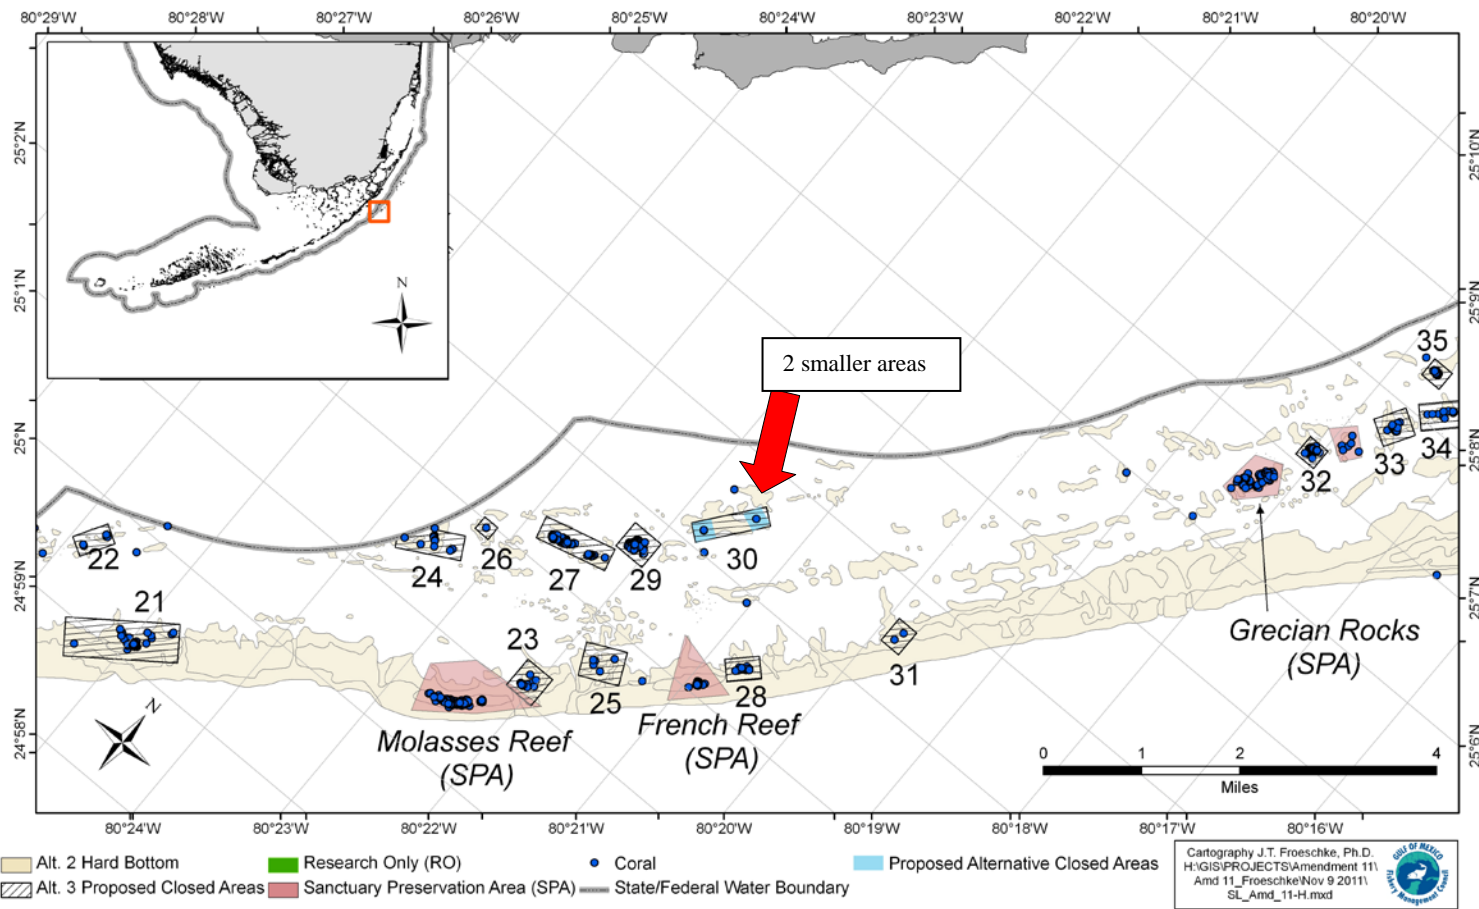 80°29'W 80°28'W 80°27'W 80°26'W 80°25'W 80°24'W 80°23'W 80°22'W 80°21'W 80°20'W
25°2'N
25°1'N
25°N
24°59'N
24°58'N
25°10'N
25°9'N
25°8'N
25°7'N
25°6'N
N
2 smaller areas
35
34
33
32
22
24
26
27
29
30
21
23
25
28
31
Grecian Rocks
(SPA)
French Reef
(SPA)
Molasses Reef
(SPA)
N
0 1 2 4
Miles
80°24'W 80°23'W 80°22'W 80°21'W 80°20'W 80°19'W 80°18'W 80°17'W 80°16'W
Alt. 2 Hard Bottom
Research Only (RO)
Coral
Proposed Alternative Closed Areas
Alt. 3 Proposed Closed Areas
Sanctuary Preservation Area (SPA)
State/Federal Water Boundary
Cartography J.T. Froeschke, Ph.D.
H:\GIS\PROJECTS\Amendment 11\
Amd 11_Froeschke\Nov 9 2011\
SL_Amd_11-H.mxd
GULF OF MEXICO
Fishery Management Council